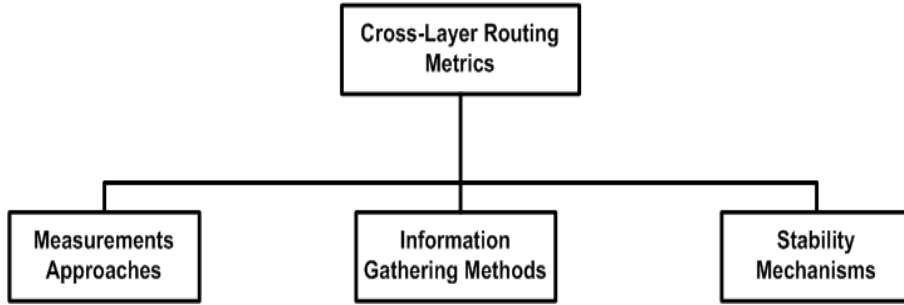 Cross-Layer Routing
Metrics
Measurements
Approaches
Information
Gathering Methods
Stability
Mechanisms